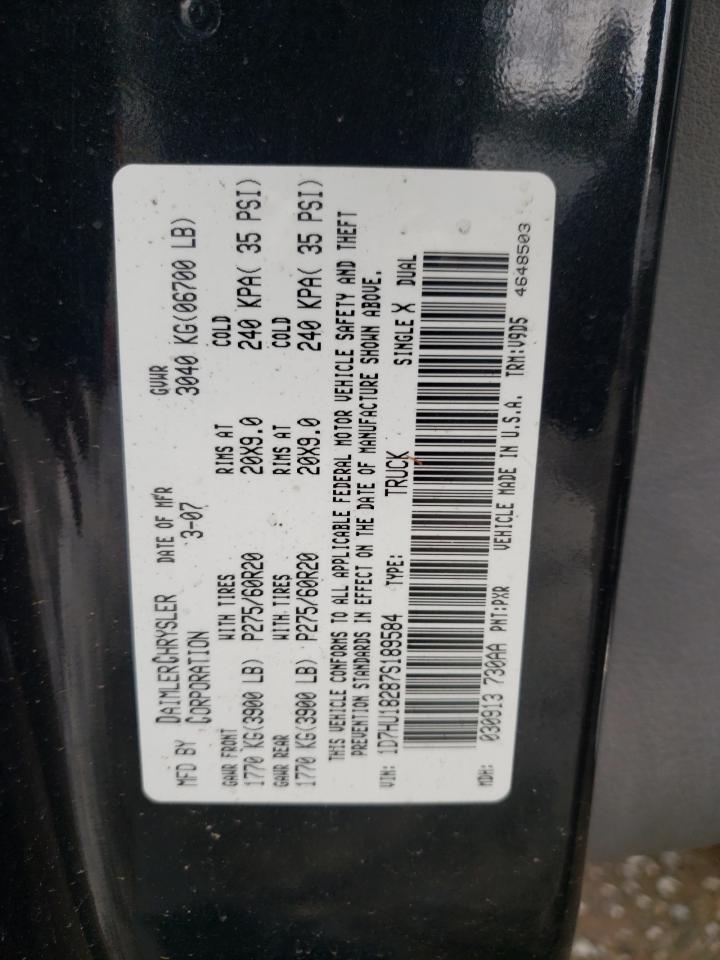 MFD BY DAIMLERCHRYSLER CORPORATION DATE OF MFR 3-07 GVWR 3040 KG(06700 LB)
GAWR FRONT WITH TIRES RIMS AT COLD
1770 KG(3900 LB) P275/60R20 20X9.0 240 KPA( 35 PSI)
GAWR REAR WITH TIRES RIMS AT COLD
1770 KG(3900 LB) P275/60R20 20X9.0 240 KPA( 35 PSI)
THIS VEHICLE CONFORMS TO ALL APPLICABLE FEDERAL MOTOR VEHICLE SAFETY AND THEFT
PREVENTION STANDARDS IN EFFECT ON THE DATE OF MANUFACTURE SHOWN ABOVE.
VIN: 1D7HU18287S189584 TYPE: TRUCK SINGLE X DUAL
MDH: 030913 730AA PNT:PXR VEHICLE MADE IN U.S.A. TRM:V9D5 4648503